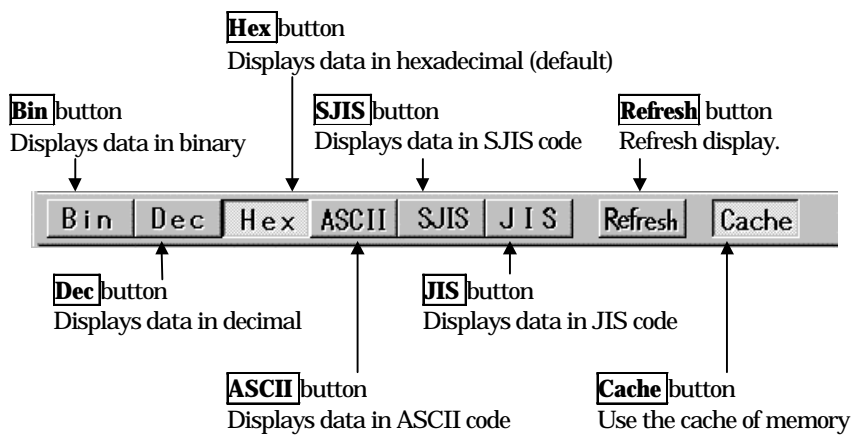 Hex button
Displays data in hexadecimal (default)
Bin button
Displays data in binary
SJIS button
Displays data in SJIS code
Refresh button
Refresh display.
Bin Dec Hex ASCII SJIS JIS Refresh Cache
Dec button
Displays data in decimal
JIS button
Displays data in JIS code
ASCII button
Displays data in ASCII code
Cache button
Use the cache of memory